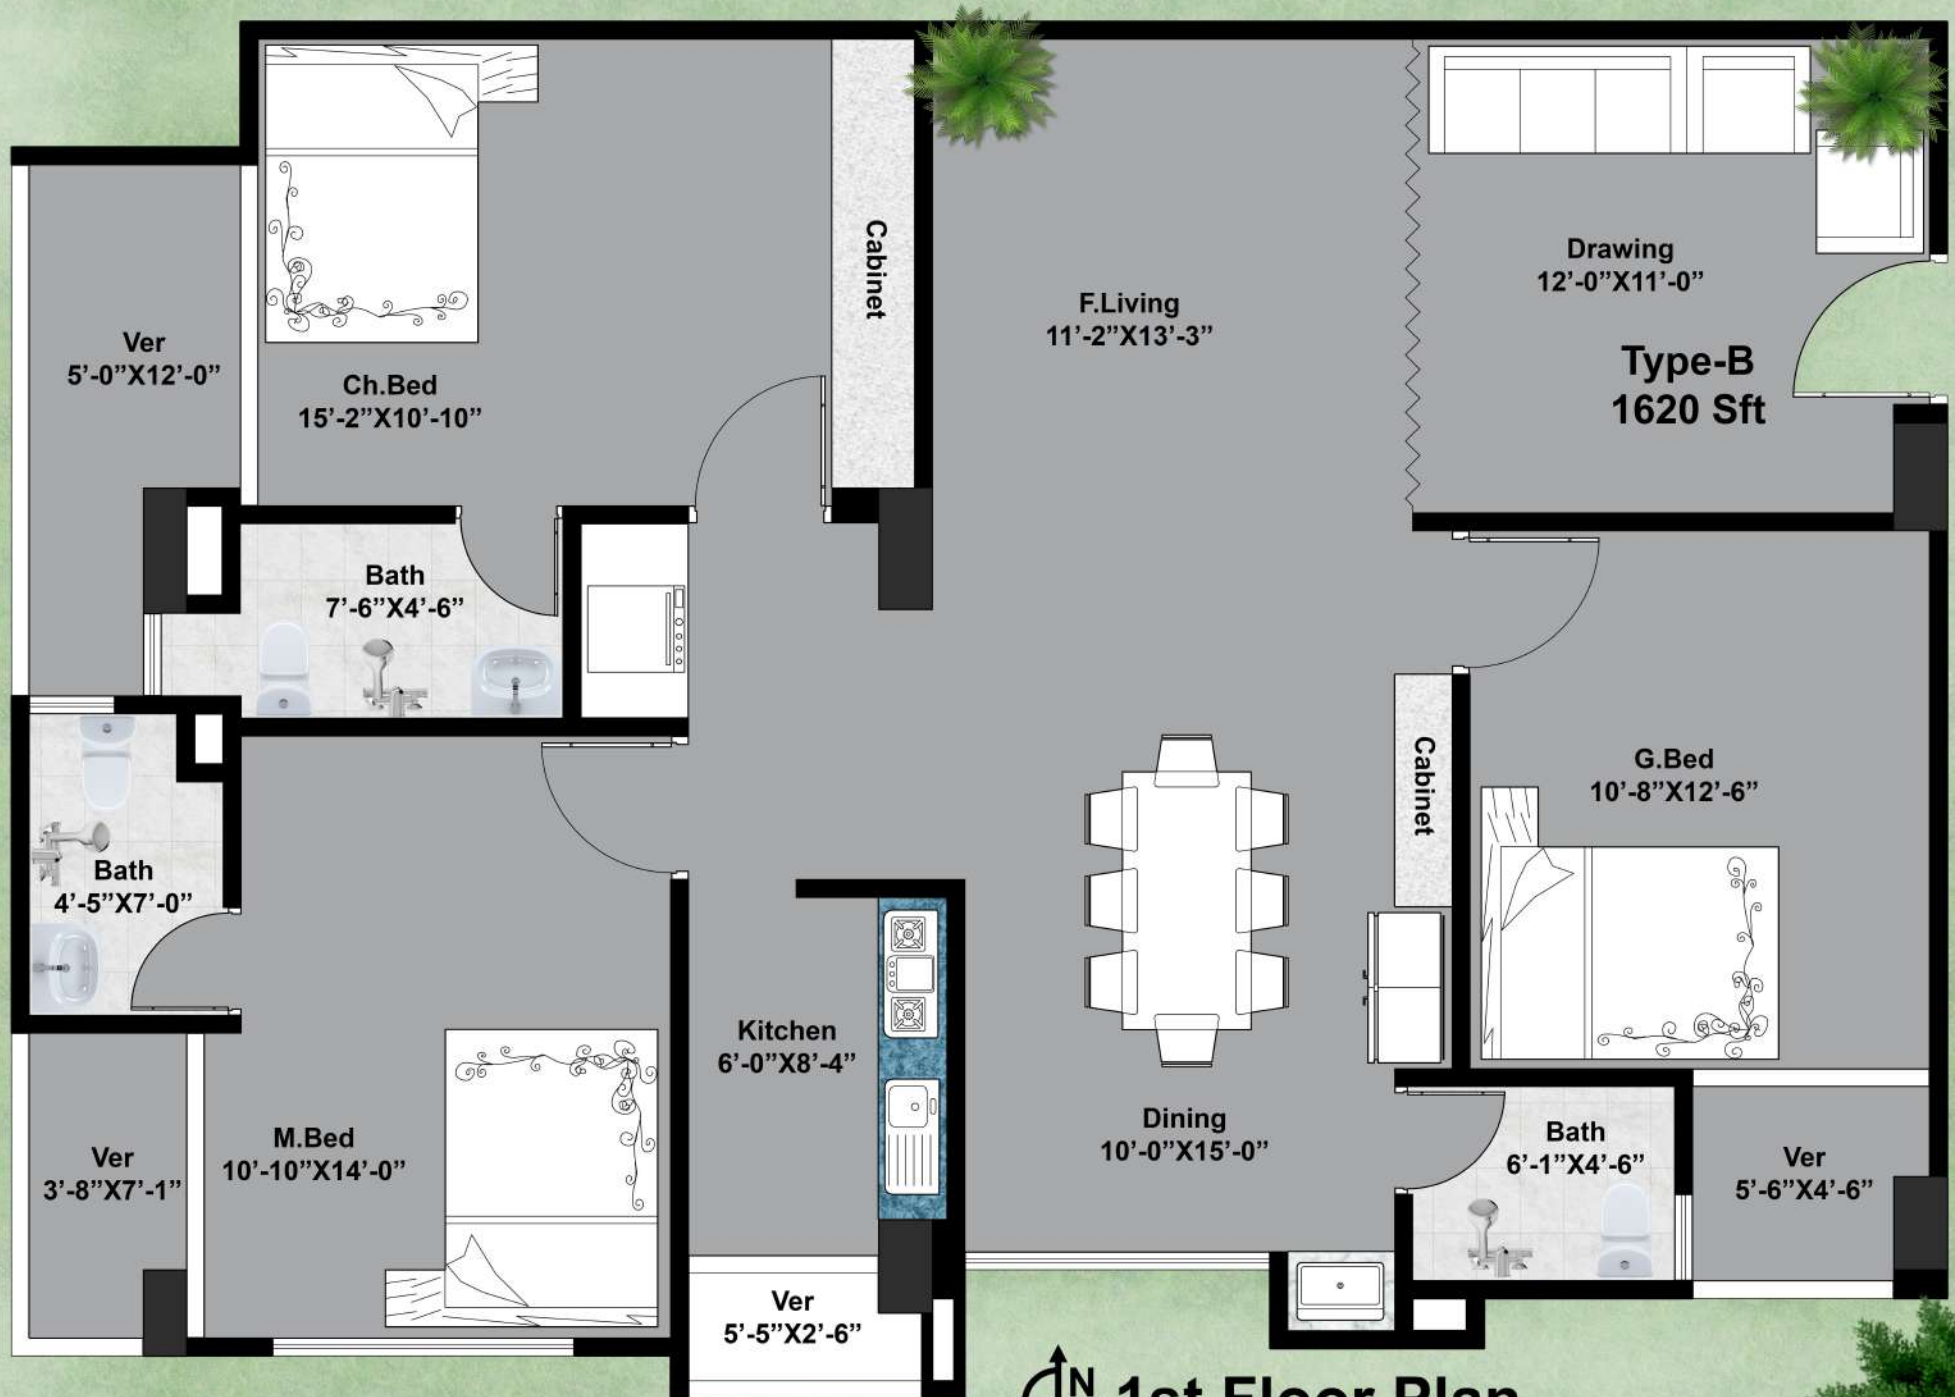 Cabinet
Drawing
12’-0”X11’-0”
F.Living
11’-2”X13’-3”
Ver
5’-0”X12’-0”
Type-B
1620 Sft
Ch.Bed
15’-2”X10’-10”
Bath
7’-6”X4’-6”
Cabinet
G.Bed
10’-8”X12’-6”
Bath
4’-5”X7’-0”
Kitchen
6’-0”X8’-4”
Dining
10’-0”X15’-0”
M.Bed
10’-10”X14’-0”
Bath
6’-1”X4’-6”
Ver
3’-8”X7’-1”
Ver
5’-6”X4’-6”
Ver
5’-5”X2’-6”
N
1st Floor Plan